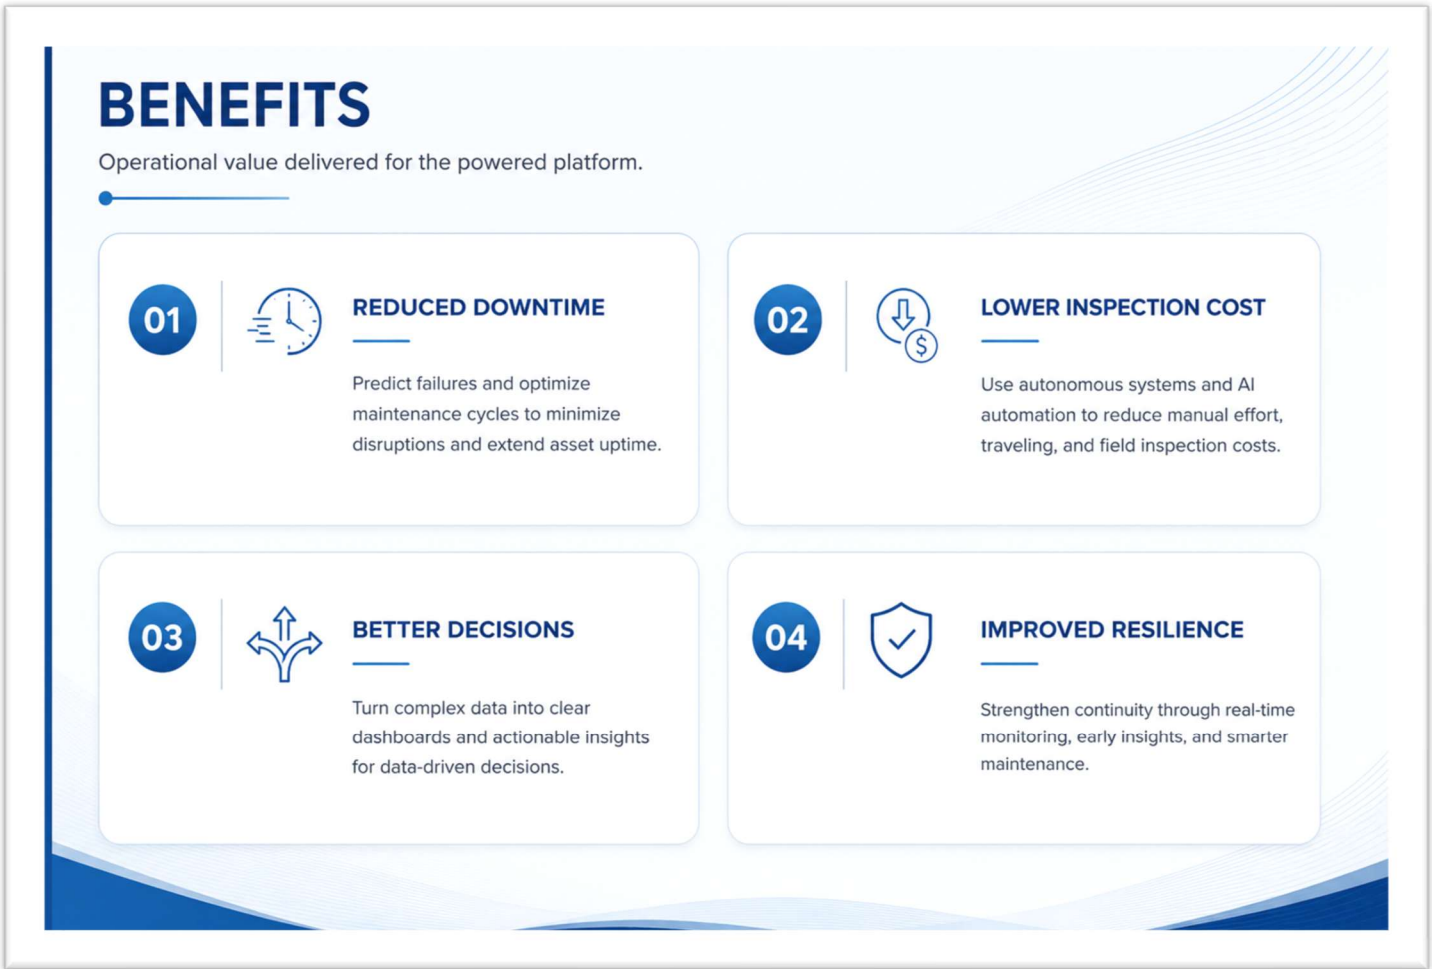 BENEFITS
Operational value delivered for the powered platform.
01
REDUCED DOWNTIME
Predict failures and optimize
maintenance cycles to minimize
disruptions and extend asset uptime.
02
$
LOWER INSPECTION COST
Use autonomous systems and AI
automation to reduce manual effort,
traveling, and field inspection costs.
03
BETTER DECISIONS
Turn complex data into clear
dashboards and actionable insights
for data-driven decisions.
04
IMPROVED RESILIENCE
Strengthen continuity through real-time
monitoring, early insights, and smarter
maintenance.